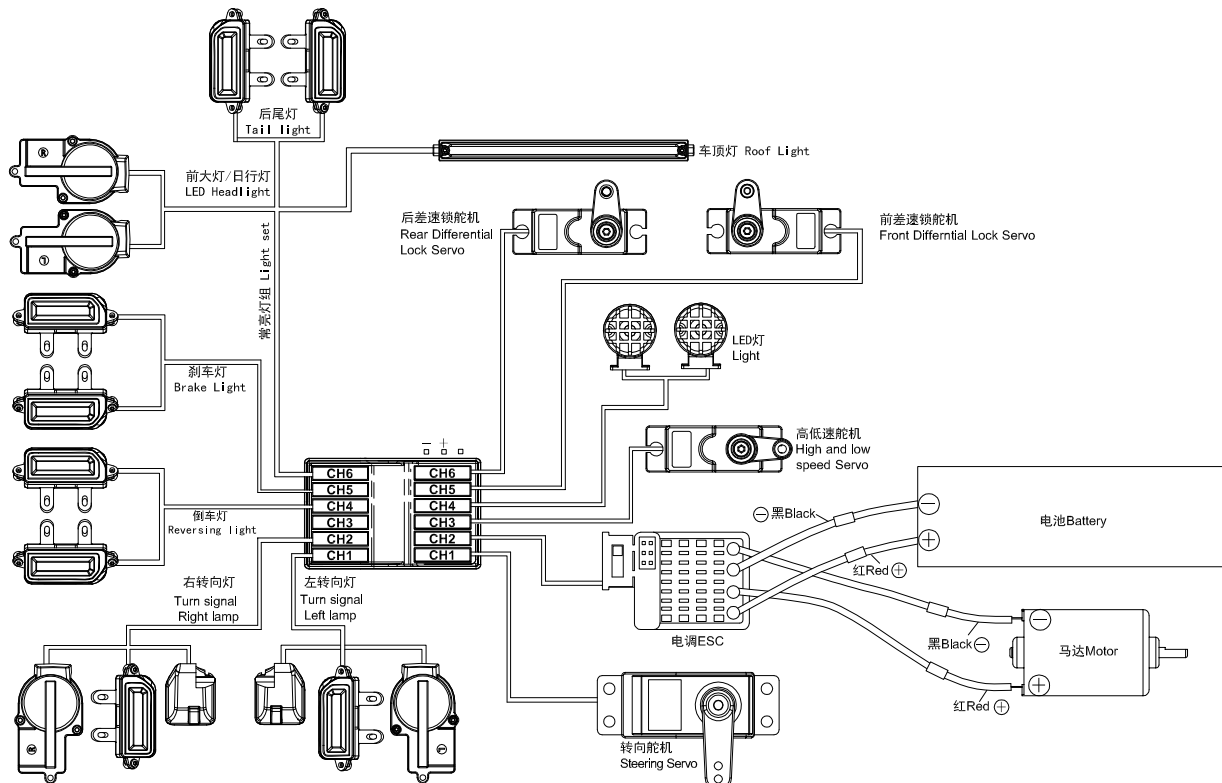 后尾灯
Tail light
前大灯/日行灯
LED Headlight
车顶灯 Roof Light
后差速锁舵机
Rear Differential
Lock Servo
前差速锁舵机
Front Differntial Lock Servo
常亮灯组 Light set
LED灯
Light
刹车灯
Brake Light
高低速舵机
High and low
speed Servo
− +
CH6
CH5
CH4
CH3
CH2
CH1
CH6
CH5
CH4
CH3
CH2
CH1
倒车灯
Reversing light
右转向灯
Turn signal
Right lamp
左转向灯
Turn signal
Left lamp
⊖ 黑Black
⊖
电池Battery
⊕
红Red ⊕
电调ESC
黑Black ⊖
⊖
马达Motor
⊕
红Red ⊕
转向舵机
Steering Servo
R
L
R
L